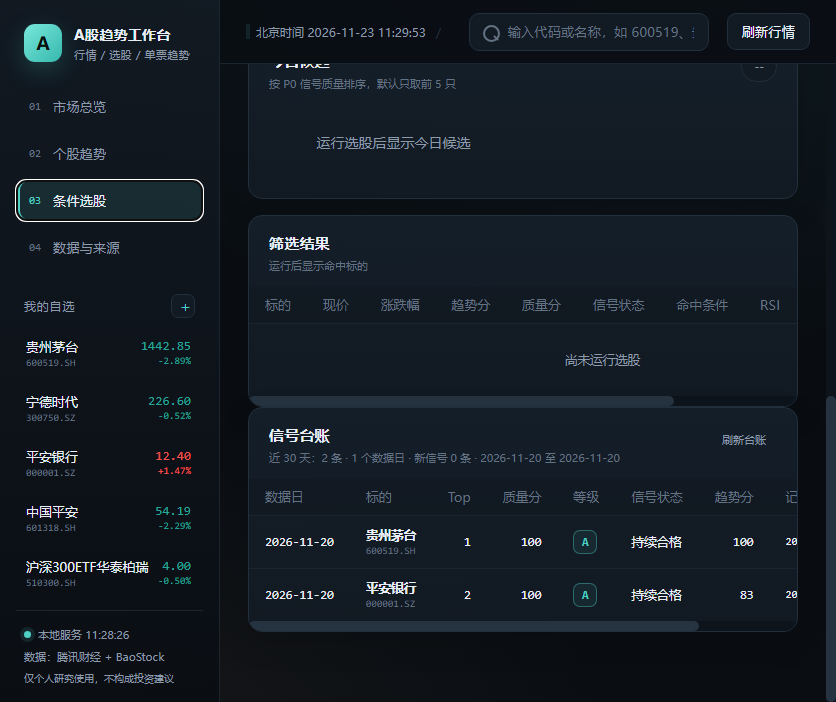 A
A股趋势工作台
行情 / 选股 / 单票趋势
01 市场总览
02 个股趋势
03 条件选股
04 数据与来源
我的自选 +
贵州茅台 1442.85
600519.SH -2.89%
宁德时代 226.60
300750.SZ -0.52%
平安银行 12.40
000001.SZ +1.47%
中国平安 54.19
601318.SH -2.29%
沪深300ETF华泰柏瑞 4.00
510300.SH -0.50%
本地服务 11:28:26
数据：腾讯财经 + BaoStock
仅个人研究使用，不构成投资建议
北京时间 2026-11-23 11:29:53 /
输入代码或名称，如 600519、
刷新行情
按 P0 信号质量排序，默认只取前 5 只
--
运行选股后显示今日候选
筛选结果
运行后显示命中标的
标的 现价 涨跌幅 趋势分 质量分 信号状态 命中条件 RSI
尚未运行选股
信号台账 刷新台账
近 30 天：2 条 · 1 个数据日 · 新信号 0 条 · 2026-11-20 至 2026-11-20
数据日 标的 Top 质量分 等级 信号状态 趋势分
2026-11-20 贵州茅台 1 100 A 持续合格 100 20
600519.SH
2026-11-20 平安银行 2 100 A 持续合格 83 20
000001.SZ